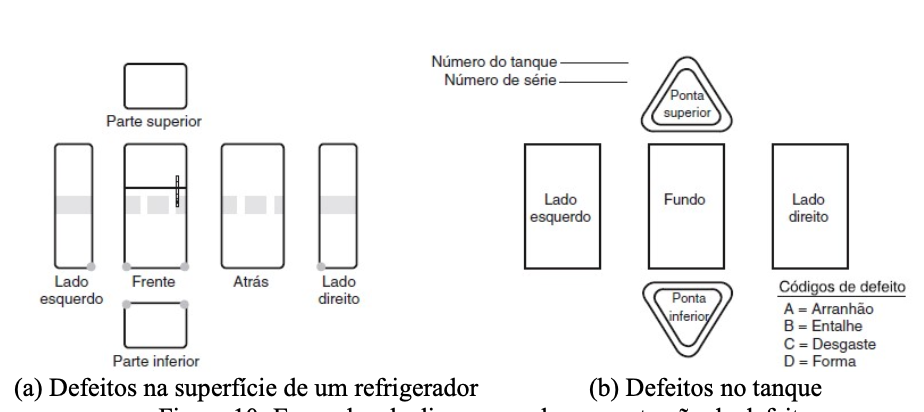 Número do tanque
Número de série
Ponta
superior
Parte superior
Lado
esquerdo
Fundo
Lado
direito
Lado
esquerdo
Frente
Atrás
Lado
direito
Ponta
inferior
Códigos de defeito
A = Arranhão
B = Entalhe
C = Desgaste
D = Forma
Parte inferior
(a) Defeitos na superfície de um refrigerador
(b) Defeitos no tanque